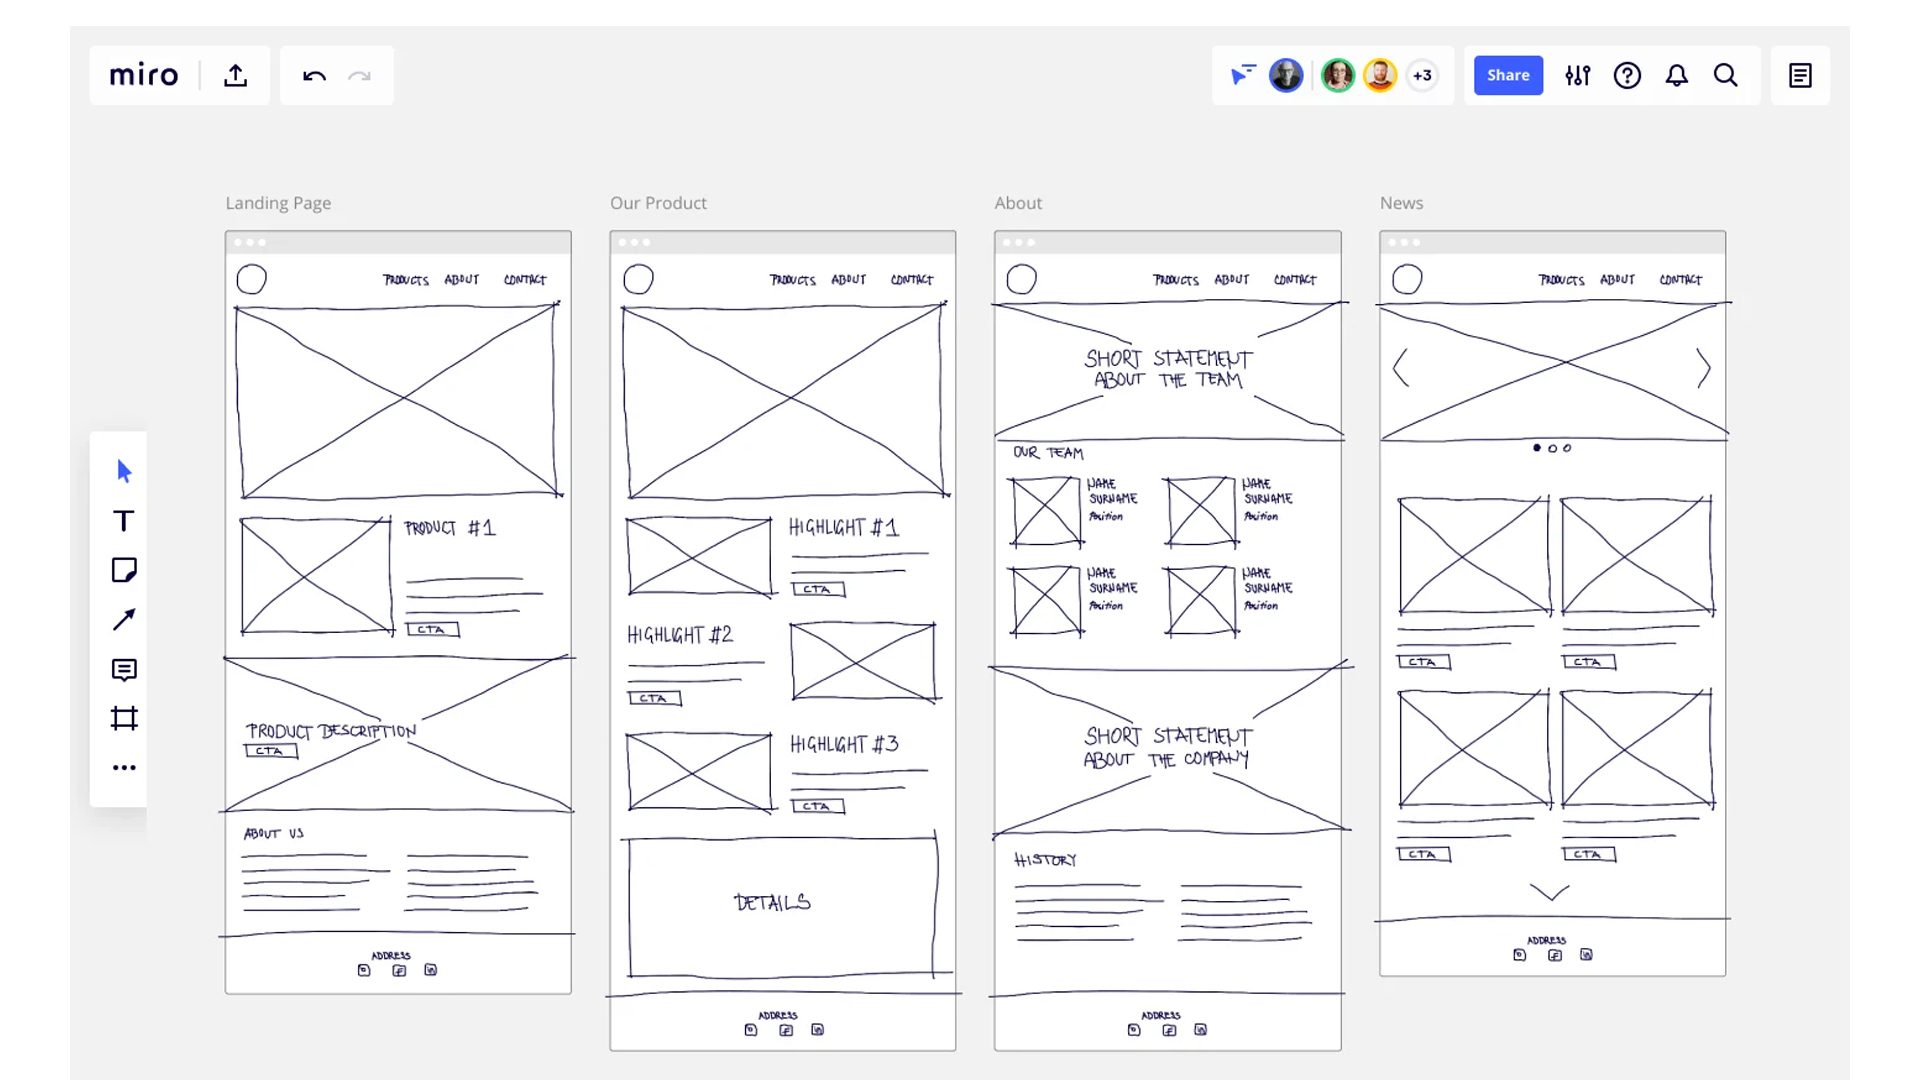 miro
+3
Share
Landing Page
PRODUCTS ABOUT CONTACT
PRODUCT #1
CTA
PRODUCT DESCRIPTION
CTA
ABOUT US
ADDRESS
Our Product
PRODUCTS ABOUT CONTACT
HIGHLIGHT #1
CTA
HIGHLIGHT #2
CTA
HIGHLIGHT #3
CTA
DETAILS
ADDRESS
About
PRODUCTS ABOUT CONTACT
SHORT STATEMENT
ABOUT THE TEAM
OUR TEAM
NAME
SURNAME
Position
NAME
SURNAME
Position
NAME
SURNAME
Position
NAME
SURNAME
Position
SHORT STATEMENT
ABOUT THE COMPANY
HISTORY
ADDRESS
News
PRODUCTS ABOUT CONTACT
CTA
CTA
CTA
CTA
ADDRESS